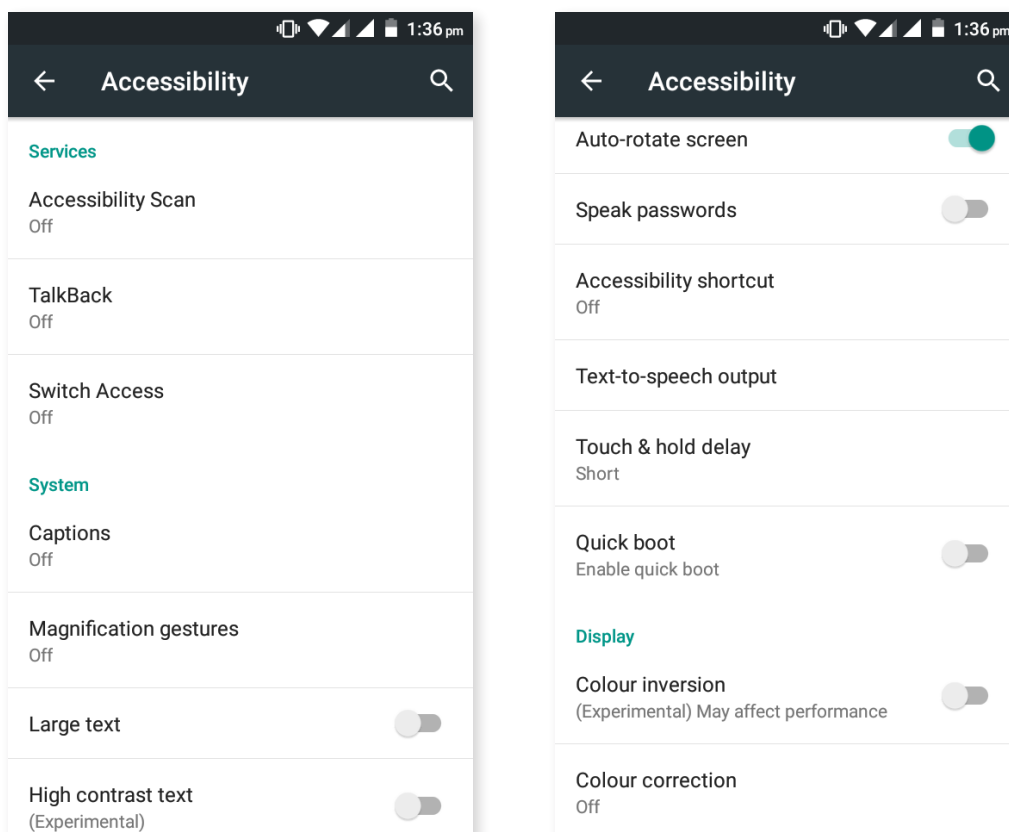 1:36 pm
Accessibility
Services
Accessibility Scan
Off
TalkBack
Off
Switch Access
Off
System
Captions
Off
Magnification gestures
Off
Large text
High contrast text
(Experimental)
1:36 pm
Accessibility
Auto-rotate screen
Speak passwords
Accessibility shortcut
Off
Text-to-speech output
Touch & hold delay
Short
Quick boot
Enable quick boot
Display
Colour inversion
(Experimental) May affect performance
Colour correction
Off